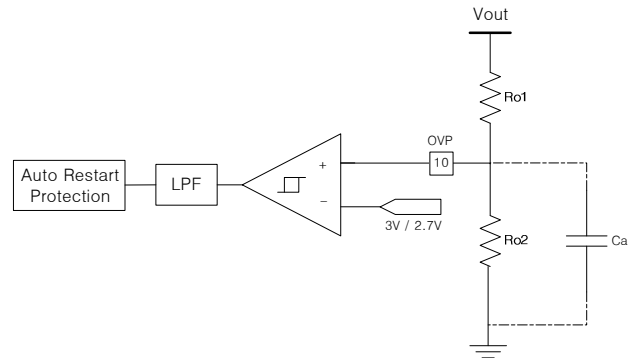 Vout
Ro1
OVP
10
+
Auto Restart
Protection
LPF
−
3V / 2.7V
Ro2
Ca